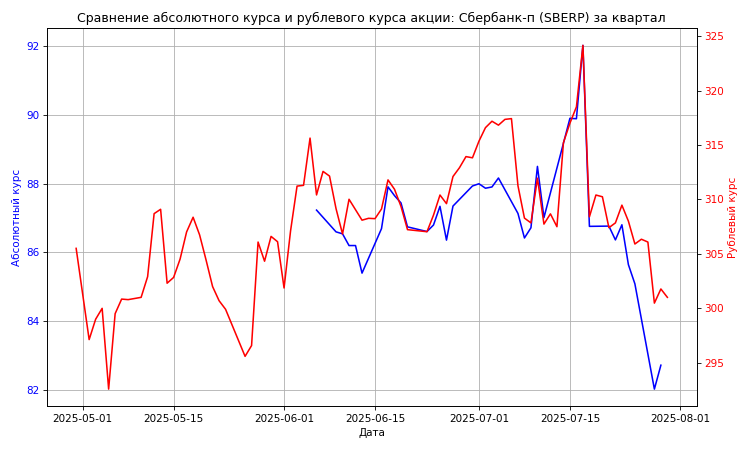 Сравнение абсолютного курса и рублевого курса акции: Сбербанк-п (SBERP) за квартал
Абсолютный курс
92
90
88
86
84
82
325
320
315
310
305
300
295
Рублевый курс
2025-05-01 2025-05-15 2025-06-01 2025-06-15 2025-07-01 2025-07-15 2025-08-01
Дата